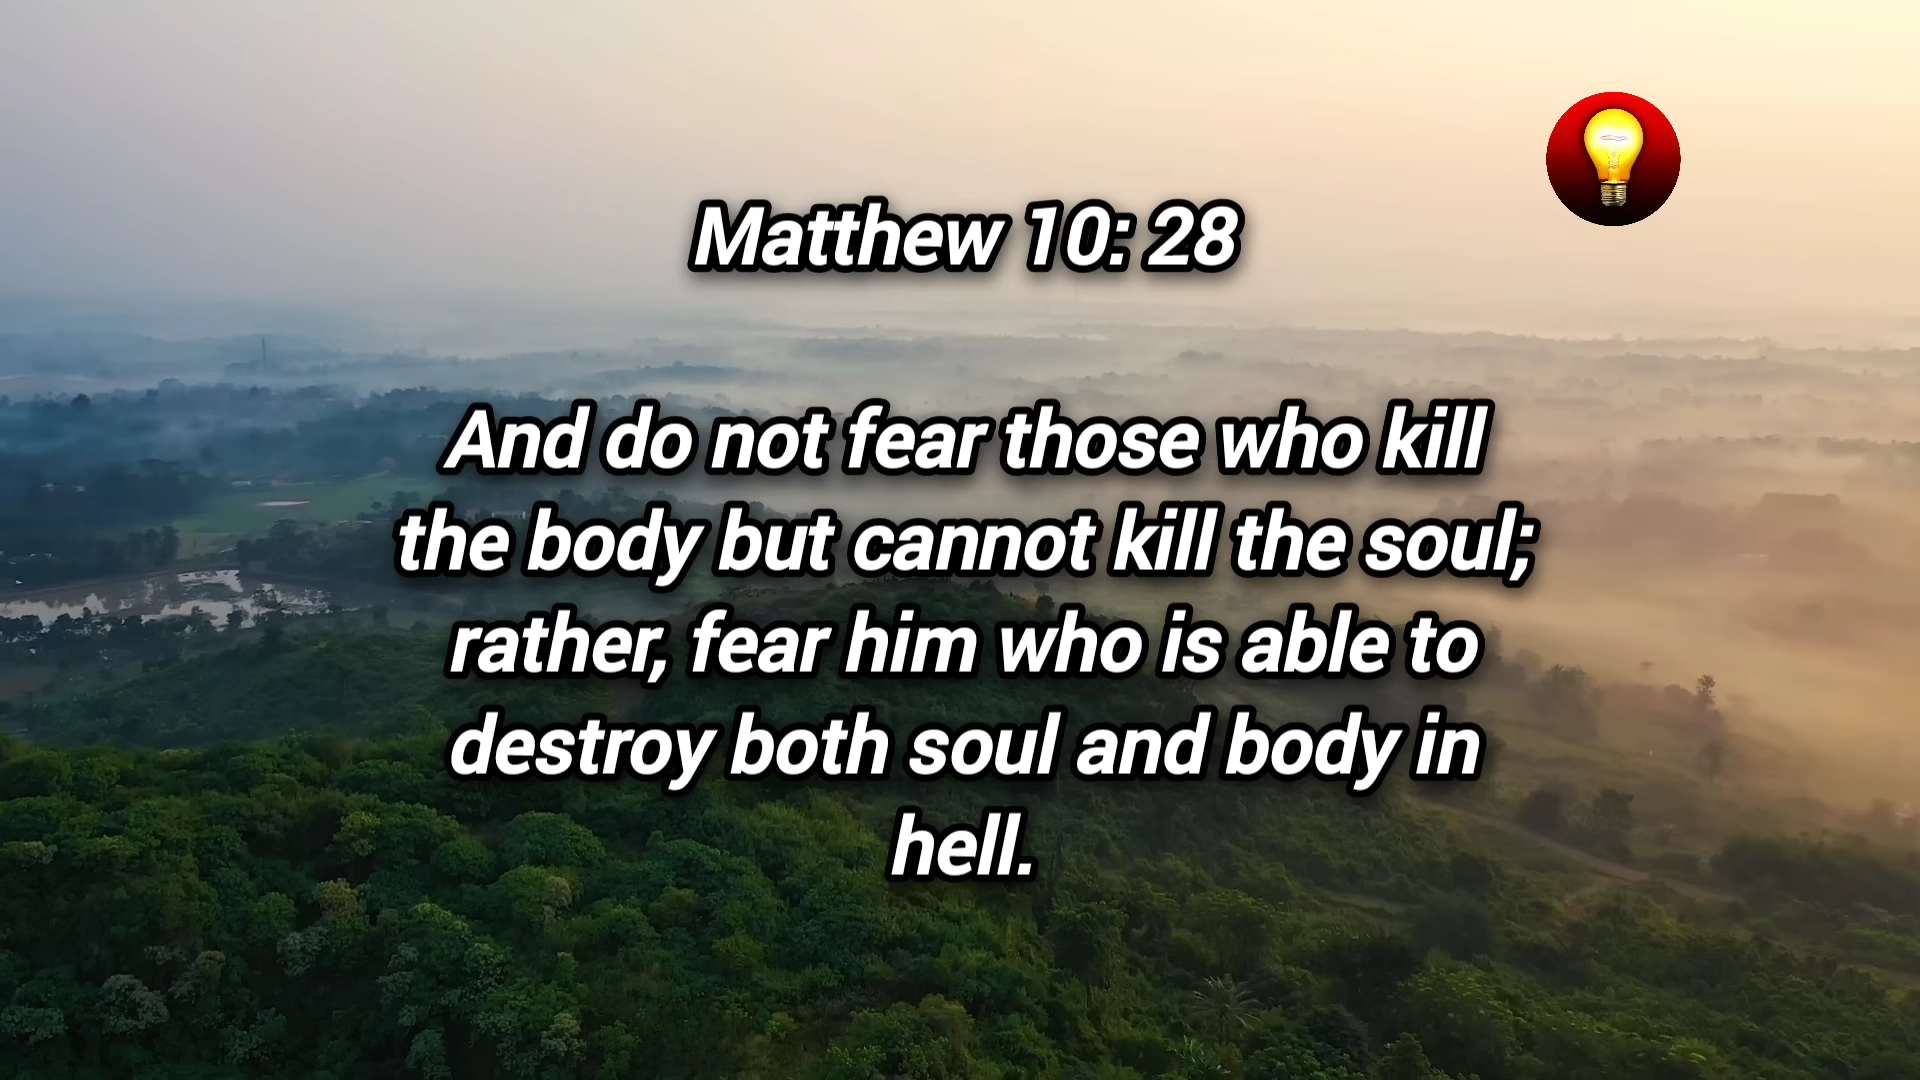 Matthew 10: 28
And do not fear those who kill
the body but cannot kill the soul;
rather, fear him who is able to
destroy both soul and body in
hell.